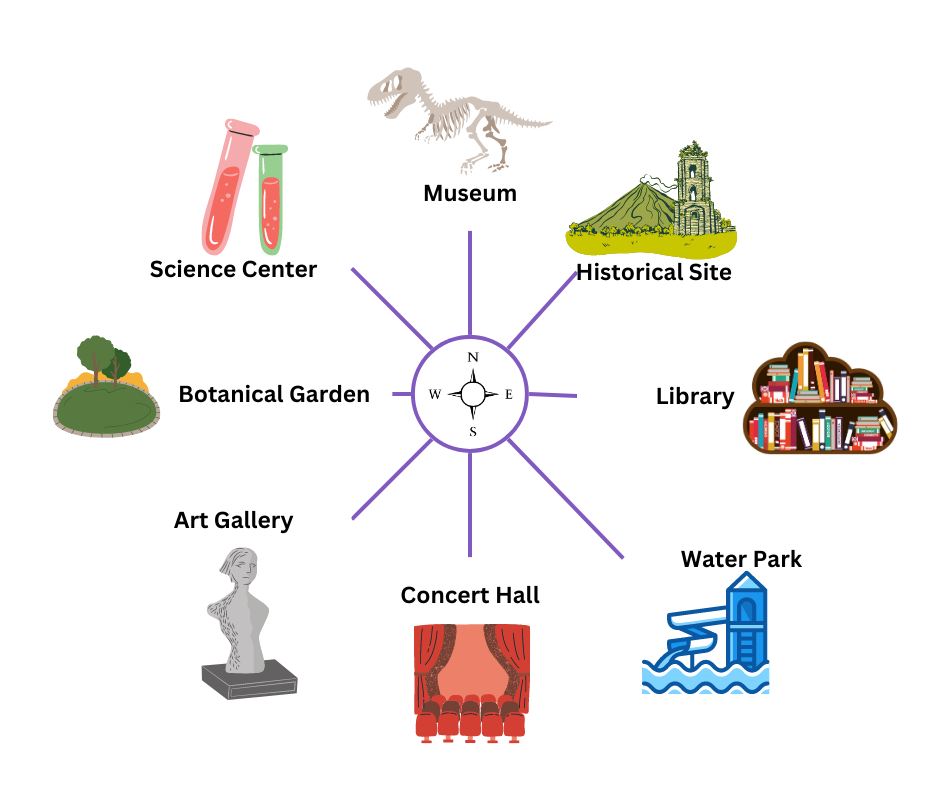 Museum
Science Center
Historical Site
N
Botanical Garden
W
E
Library
S
Art Gallery
Water Park
Concert Hall